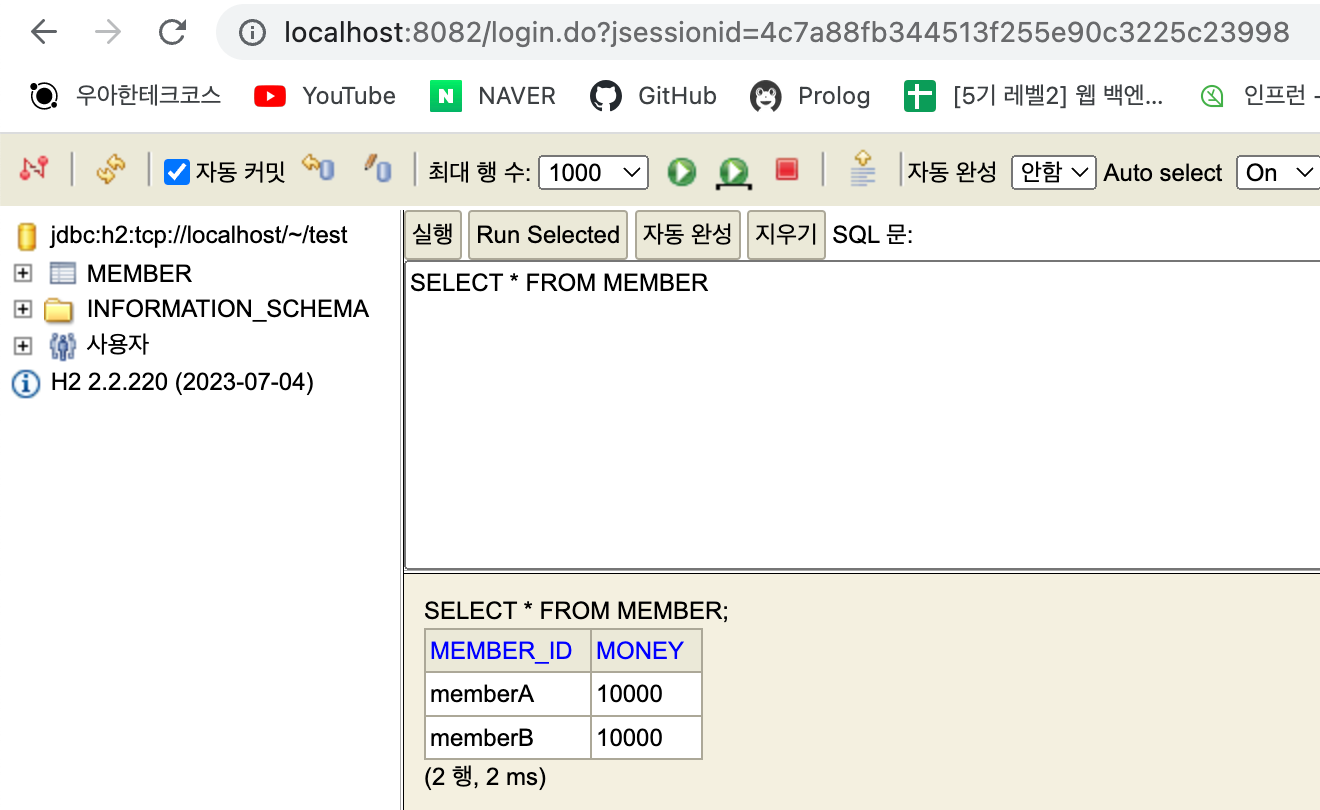 localhost:8082/login.do?jsessionid=4c7a88fb344513f255e90c3225c23998
우아한테크코스 YouTube N NAVER GitHub Prolog [5기 레벨2] 웹 백엔... 인프런 -
자동 커밋 최대 행 수: 1000 자동 완성 안함 Auto select On
jdbc:h2:tcp://localhost/~/test
MEMBER
INFORMATION_SCHEMA
사용자
H2 2.2.220 (2023-07-04)
실행 Run Selected 자동 완성 지우기 SQL 문:
SELECT * FROM MEMBER
SELECT * FROM MEMBER;
MEMBER_ID MONEY
memberA 10000
memberB 10000
(2 행, 2 ms)